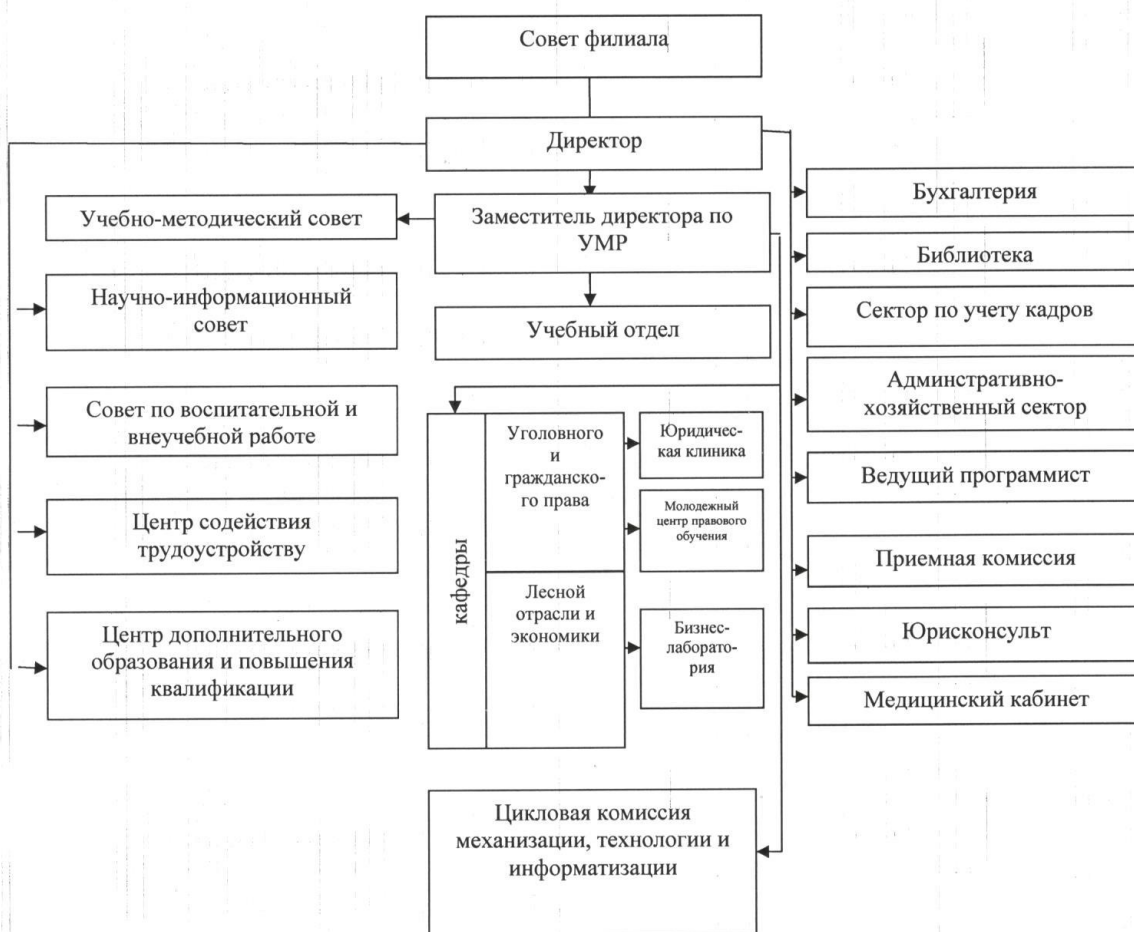 Совет филиала
Директор
Учебно-методический совет
Заместитель директора по
УМР
Бухгалтерия
Библиотека
Научно-информационный
совет
Учебный отдел
Сектор по учету кадров
Админстративно-
хозяйственный сектор
Совет по воспитательной и
внеучебной работе
кафедры
Уголовного
и
гражданско-
го права
Юридичес-
кая клиника
Молодежный
центр правового
обучения
Ведущий программист
Центр содействия
трудоустройству
Приемная комиссия
Лесной
отрасли и
экономики
Бизнес-
лаборато-
рия
Центр дополнительного
образования и повышения
квалификации
Юрисконсульт
Медицинский кабинет
Цикловая комиссия
механизации, технологии и
информатизации